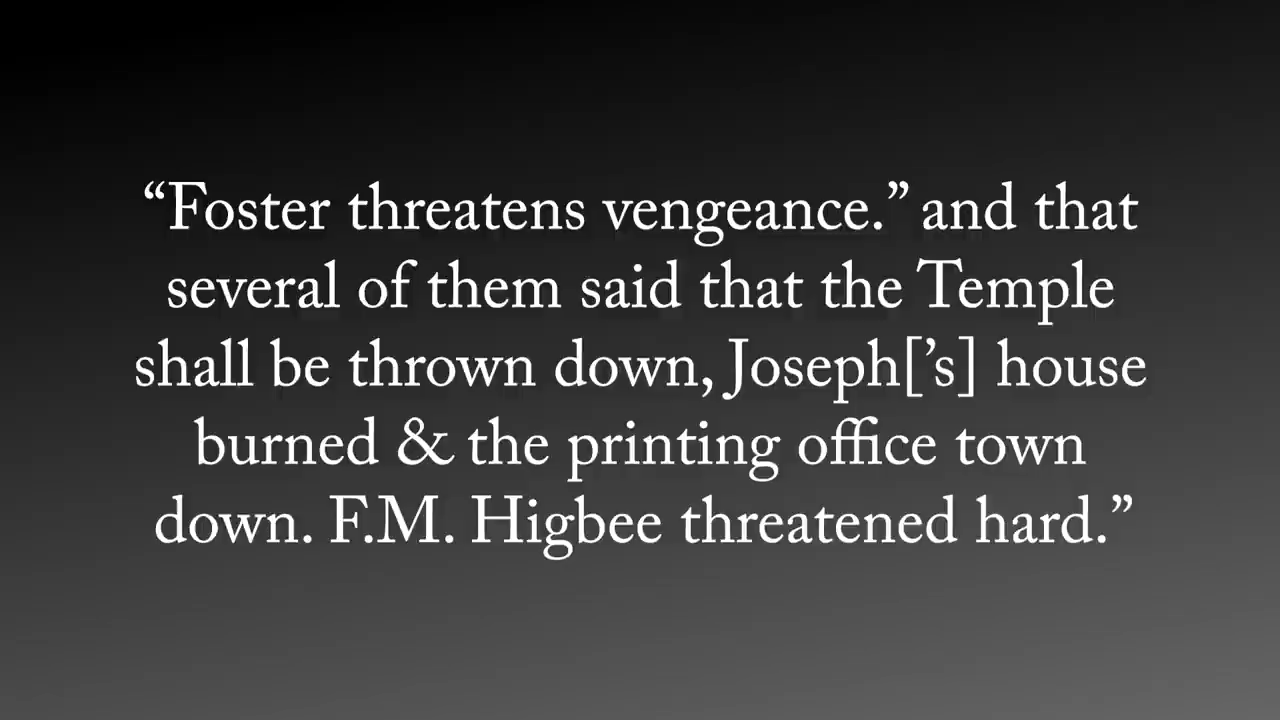 “Foster threatens vengeance.” and that
several of them said that the Temple
shall be thrown down, Joseph[’s] house
burned & the printing office town
down. F.M. Higbee threatened hard.”